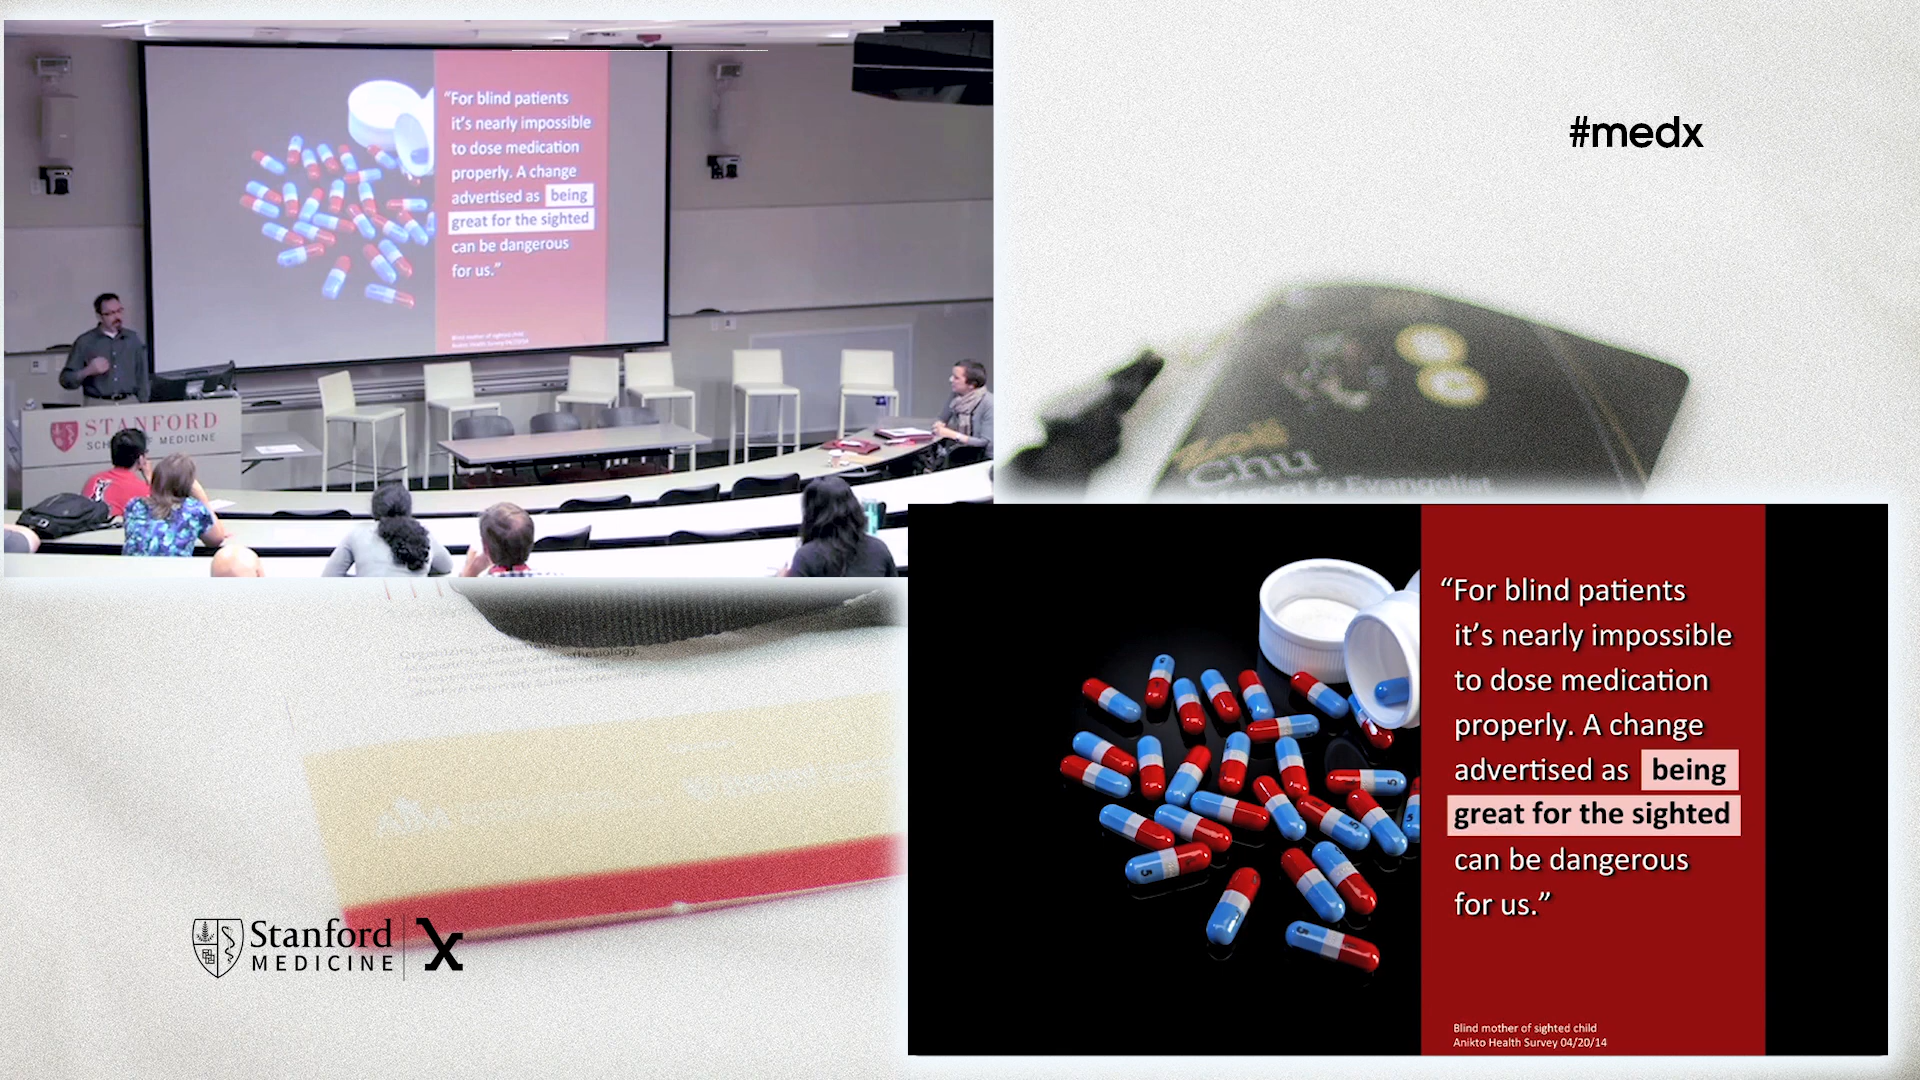 “For blind patients
it’s nearly impossible
to dose medication
properly. A change
advertised as being
great for the sighted
can be dangerous
for us.”
Blind mother of sighted child
Anikto Health Survey 04/20/14
STANFORD
SCHOOL OF MEDICINE
#medx
Chu
& Evangelist
“For blind patients
it’s nearly impossible
to dose medication
properly. A change
advertised as being
great for the sighted
can be dangerous
for us.”
Blind mother of sighted child
Anikto Health Survey 04/20/14
Stanford
MEDICINE
X